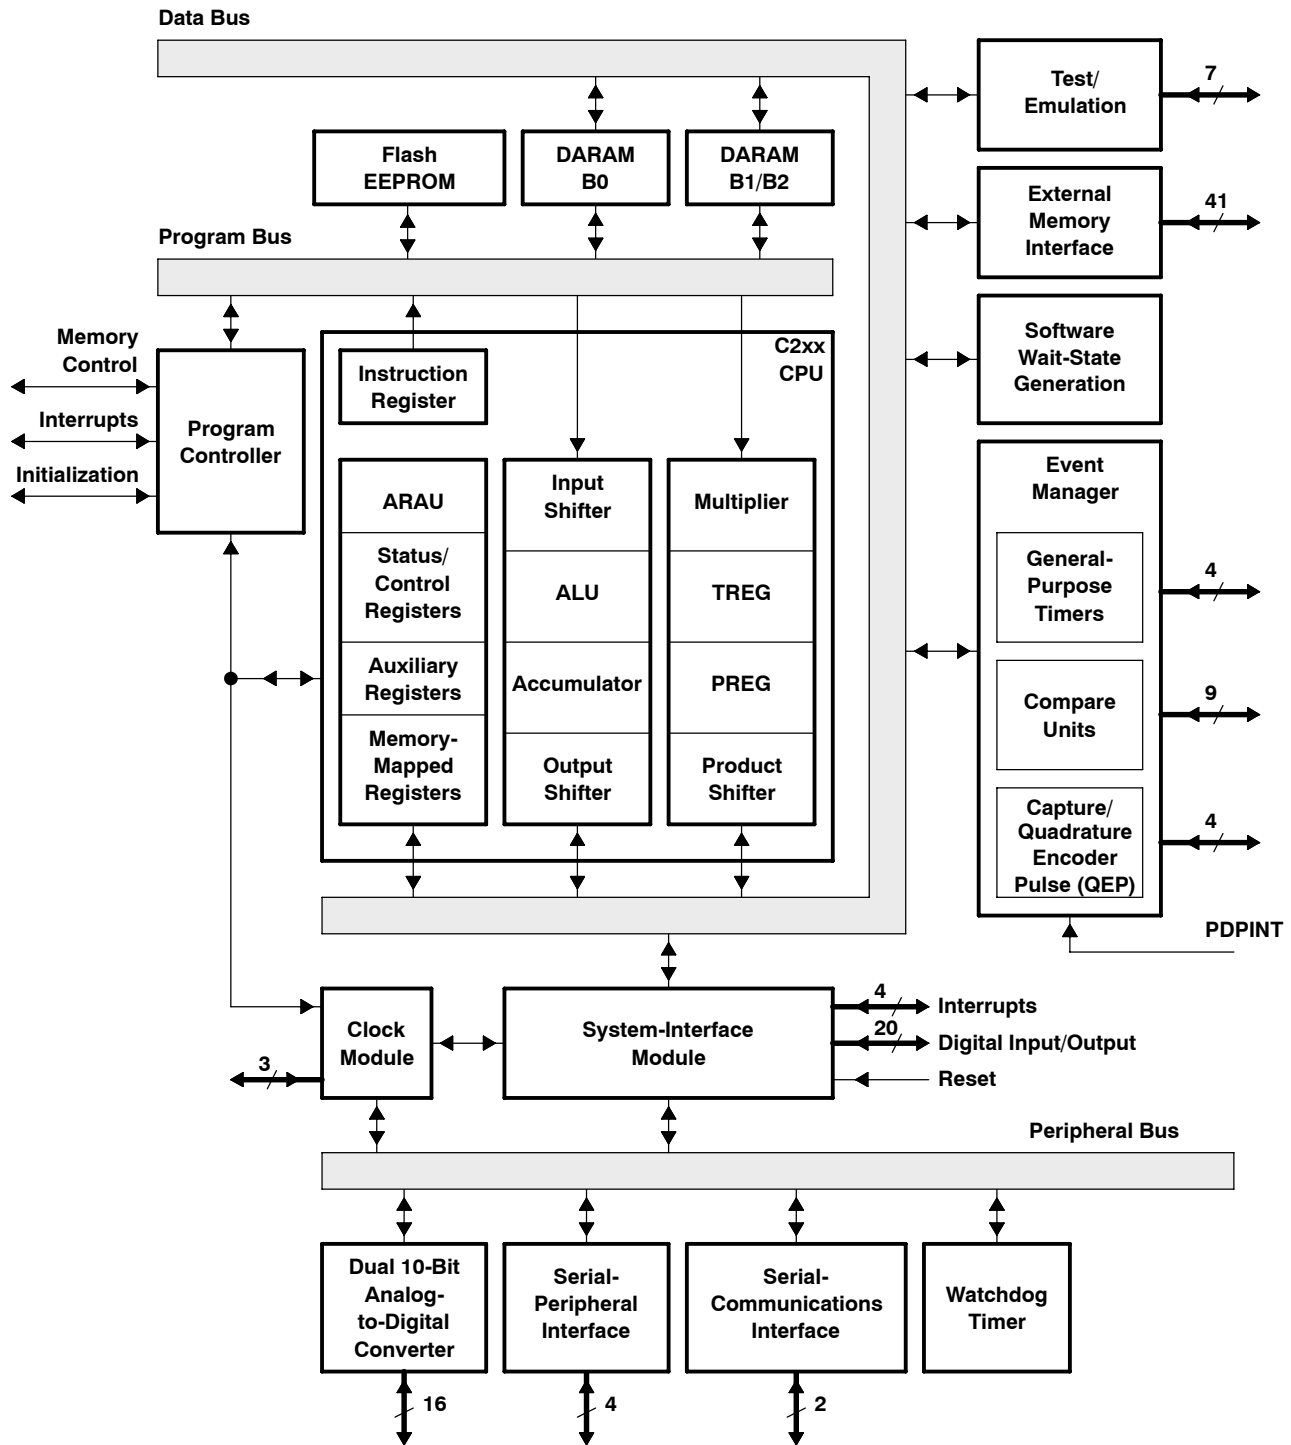 Data Bus
Test/
Emulation
7
Flash
EEPROM
DARAM
B0
DARAM
B1/B2
External
Memory
Interface
41
Program Bus
Software
Wait-State
Generation
Memory
Control
Interrupts
Initialization
Program
Controller
C2xx
CPU
Instruction
Register
ARAU
Status/
Control
Registers
Auxiliary
Registers
Memory-
Mapped
Registers
Input
Shifter
ALU
Accumulator
Output
Shifter
Multiplier
TREG
PREG
Product
Shifter
Event
Manager
General-
Purpose
Timers
4
Compare
Units
9
Capture/
Quadrature
Encoder
Pulse (QEP)
4
PDPINT
Clock
Module
3
System-Interface
Module
4
Interrupts
20
Digital Input/Output
Reset
Peripheral Bus
Dual 10-Bit
Analog-
to-Digital
Converter
16
Serial-
Peripheral
Interface
4
Serial-
Communications
Interface
2
Watchdog
Timer